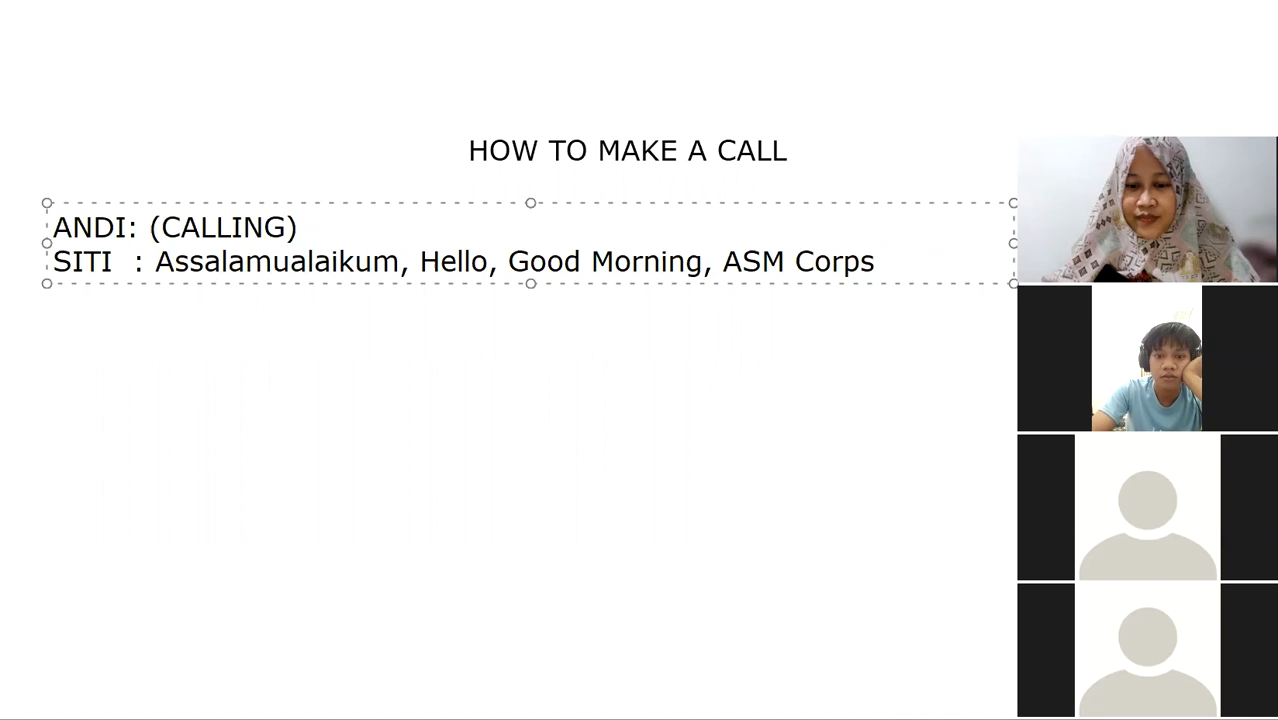 HOW TO MAKE A CALL
ANDI: (CALLING)
SITI : Assalamualaikum, Hello, Good Morning, ASM Corps